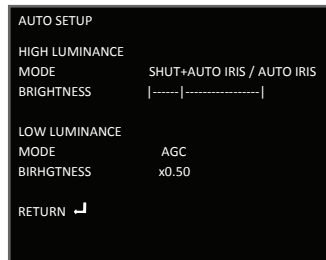 AUTO SETUP
HIGH LUMINANCE
MODE SHUT+AUTO IRIS / AUTO IRIS
BRIGHTNESS |------|-----------------|
LOW LUMINANCE
MODE AGC
BIRHGTNESS x0.50
RETURN ↵